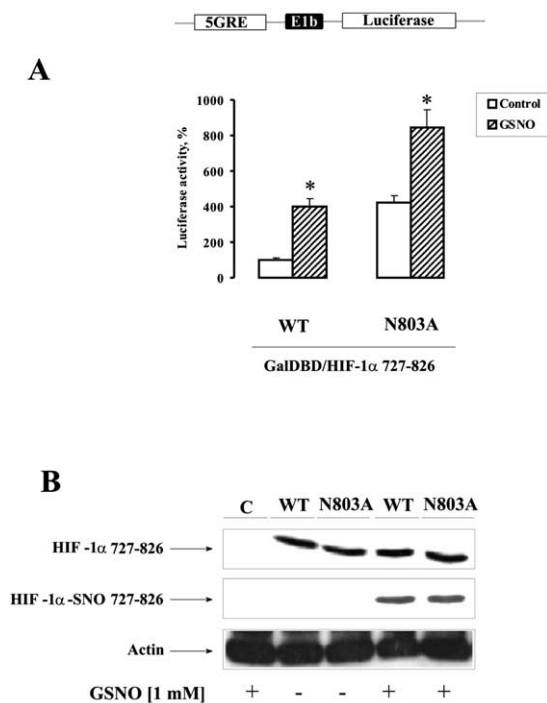 5GRE E1b Luciferase
A
Luciferase activity, %
1000
800
600
400
200
0
* *
Control
GSNO
WT N803A
GalDBD/HIF-1α 727-826
B
C WT N803A WT N803A
HIF -1α 727-826
HIF -1α-SNO 727-826
Actin
GSNO [1 mM] + - - + +